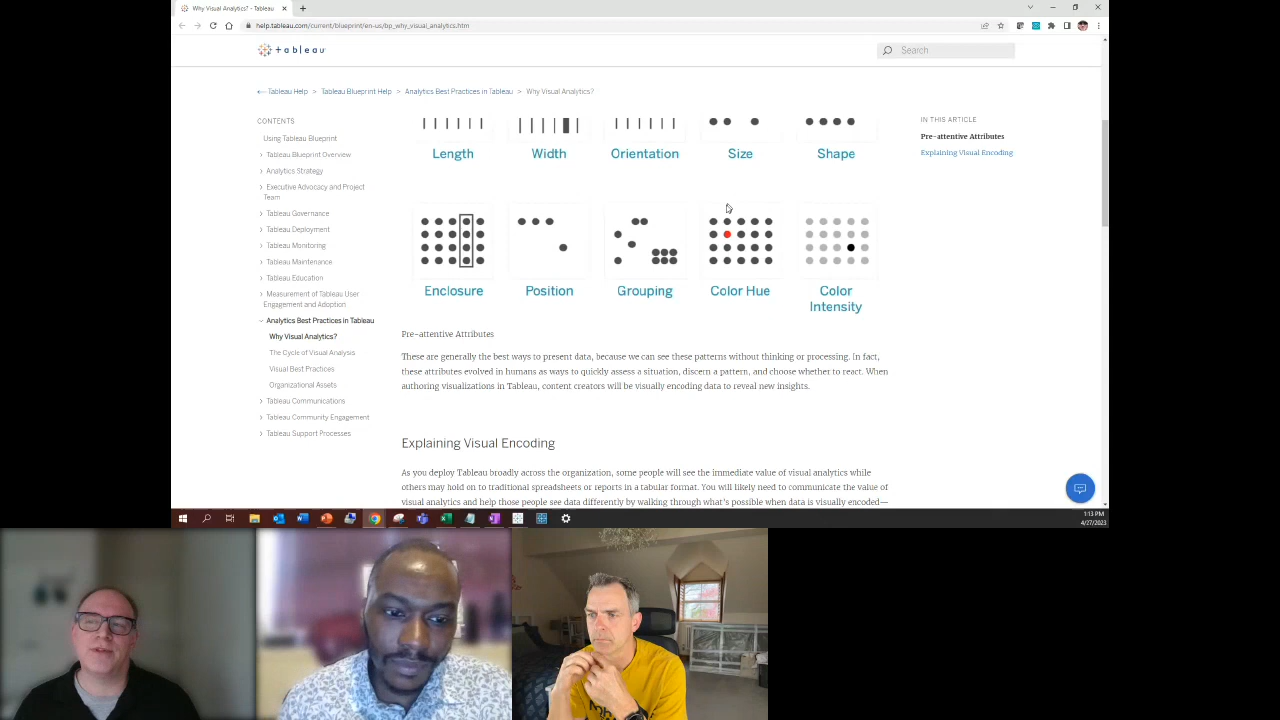 Why Visual Analytics? - Tableau
help.tableau.com/current/blueprint/en-us/bp_why_visual_analytics.htm
tableau
Search
Tableau Help > Tableau Blueprint Help > Analytics Best Practices in Tableau > Why Visual Analytics?
CONTENTS
Using Tableau Blueprint
Tableau Blueprint Overview
Analytics Strategy
Executive Advocacy and Project
Team
Tableau Governance
Tableau Deployment
Tableau Monitoring
Tableau Maintenance
Tableau Education
Measurement of Tableau User
Engagement and Adoption
Analytics Best Practices in Tableau
Why Visual Analytics?
The Cycle of Visual Analysis
Visual Best Practices
Organizational Assets
Tableau Communications
Tableau Community Engagement
Tableau Support Processes
Length Width Orientation Size Shape
Enclosure Position Grouping Color Hue Color
Intensity
Pre-attentive Attributes
These are generally the best ways to present data, because we can see these patterns without thinking or processing. In fact,
these attributes evolved in humans as ways to quickly assess a situation, discern a pattern, and choose whether to react. When
authoring visualizations in Tableau, content creators will be visually encoding data to reveal new insights.
Explaining Visual Encoding
As you deploy Tableau broadly across the organization, some people will see the immediate value of visual analytics while
others may hold on to traditional spreadsheets or reports in a tabular format. You will likely need to communicate the value of
visual analytics and help those people see data differently by walking through what's possible when data is visually encoded—
IN THIS ARTICLE
Pre-attentive Attributes
Explaining Visual Encoding
1:13 PM
4/27/2023